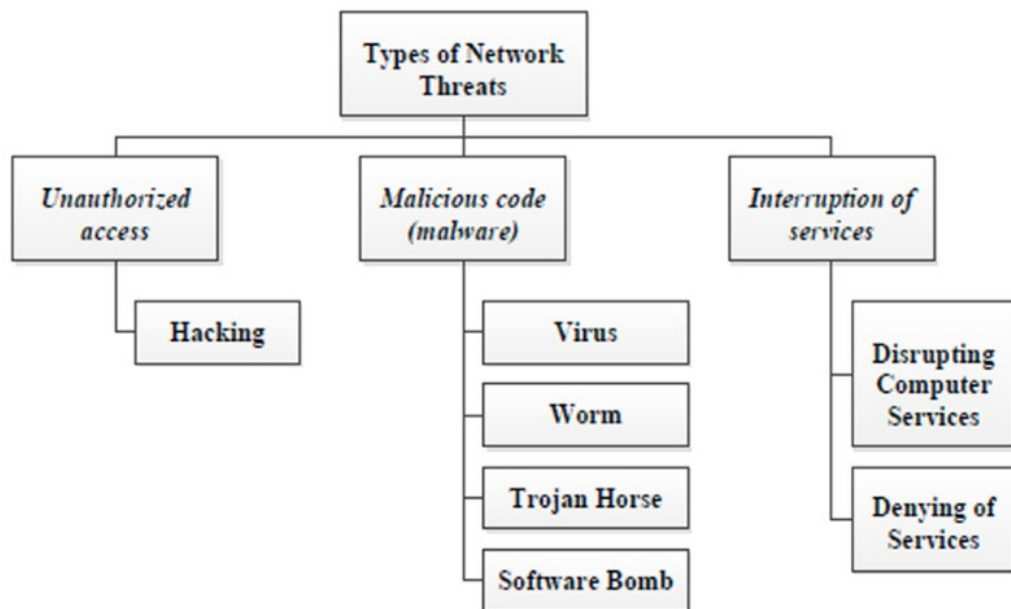 Types of Network
Threats
Unauthorized
access
Malicious code
(malware)
Interruption of
services
Hacking
Virus
Worm
Trojan Horse
Software Bomb
Disrupting
Computer
Services
Denying of
Services